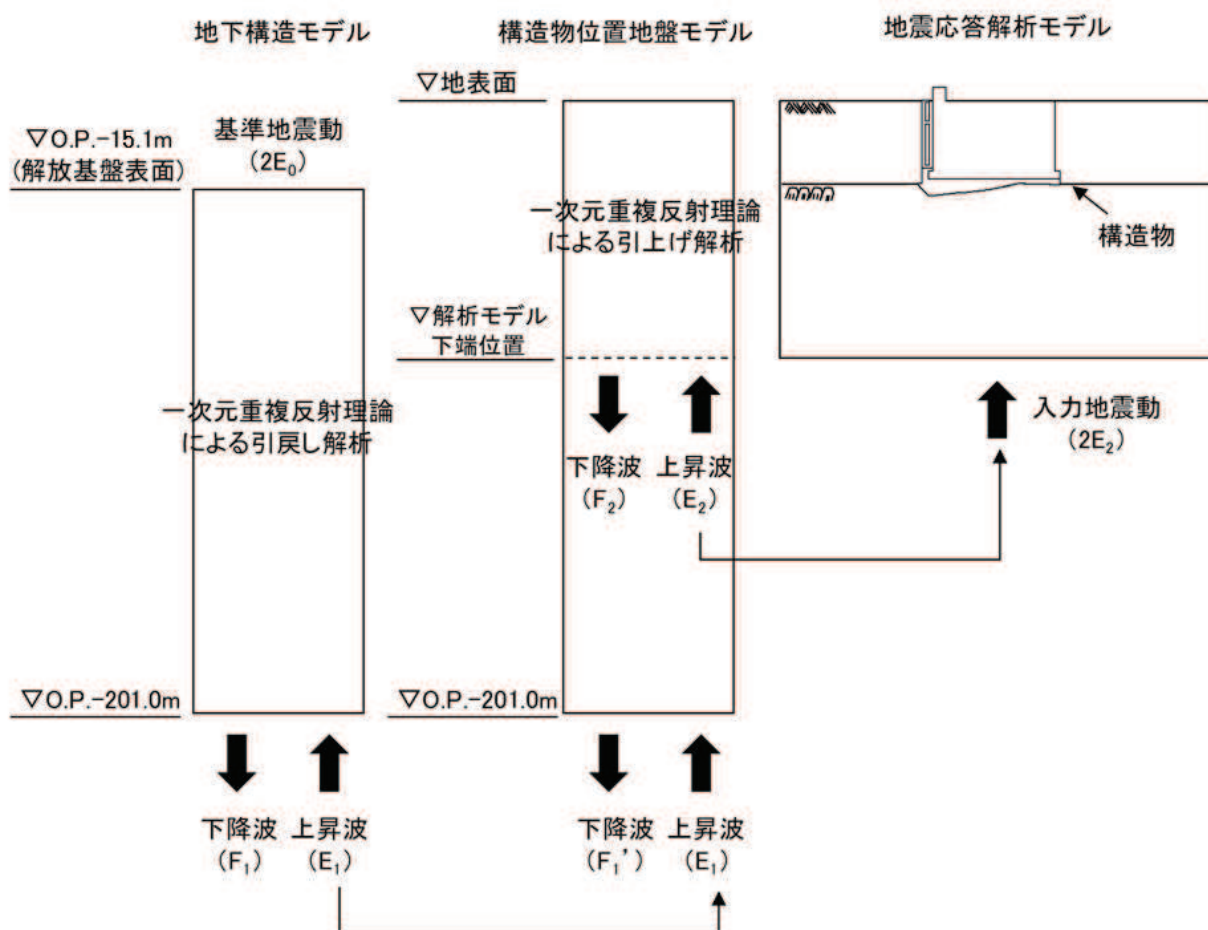 地下構造モデル
構造物位置地盤モデル
地震応答解析モデル
▽O.P.-15.1m
(解放基盤表面)
基準地震動
(2E₀)
一次元重複反射理論
による引戻し解析
▽O.P.-201.0m
下降波
(F₁)
上昇波
(E₁)
▽地表面
一次元重複反射理論
による引上げ解析
▽解析モデル
下端位置
下降波
(F₂)
上昇波
(E₂)
▽O.P.-201.0m
下降波
(F₁')
上昇波
(E₁)
構造物
入力地震動
(2E₂)